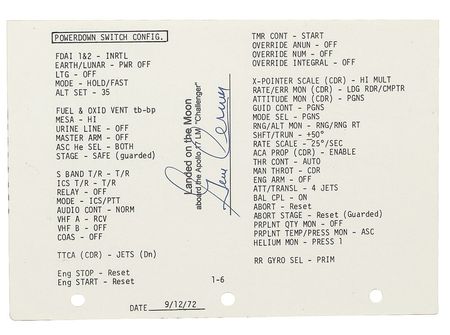 POWERDOWN SWITCH CONFIG.
FDAI 1&2 - INRTL
EARTH/LUNAR - PWR OFF
LTG - OFF
MODE - HOLD/FAST
ALT SET - 35
FUEL & OXID VENT tb-bp
MESA - HI
URINE LINE - OFF
MASTER ARM - OFF
ASC He SEL - BOTH
STAGE - SAFE (guarded)
S BAND T/R - T/R
ICS T/R - T/R
RELAY - OFF
MODE - ICS/PTT
AUDIO CONT - NORM
VHF A - RCV
VHF B - OFF
COAS - OFF
TTCA (CDR) - JETS (Dn)
Eng STOP - Reset
Eng START - Reset
Landed on the Moon
aboard the Apollo 17 LM "Challenger"
Gene Cernan
TMR CONT - START
OVERRIDE ANUN - OFF
OVERRIDE NUM - OFF
OVERRIDE INTEGRAL - OFF
X-POINTER SCALE (CDR) - HI MULT
RATE/ERR MON (CDR) - LDG RDR/CMPTR
ATTITUDE MON (CDR) - PGNS
GUID CONT - PGNS
MODE SEL - PGNS
RNG/ALT MON - RNG/RNG RT
SHFT/TRUN - +50°
RATE SCALE - 25°/SEC
ACA PROP (CDR) - ENABLE
THR CONT - AUTO
MAN THROT - CDR
ENG ARM - OFF
ATT/TRANSL - 4 JETS
BAL CPL - ON
ABORT - Reset
ABORT STAGE - Reset (Guarded)
PRPLNT QTY MON - OFF
PRPLNT TEMP/PRESS MON - ASC
HELIUM MON - PRESS 1
RR GYRO SEL - PRIM
1-6
DATE 9/12/72